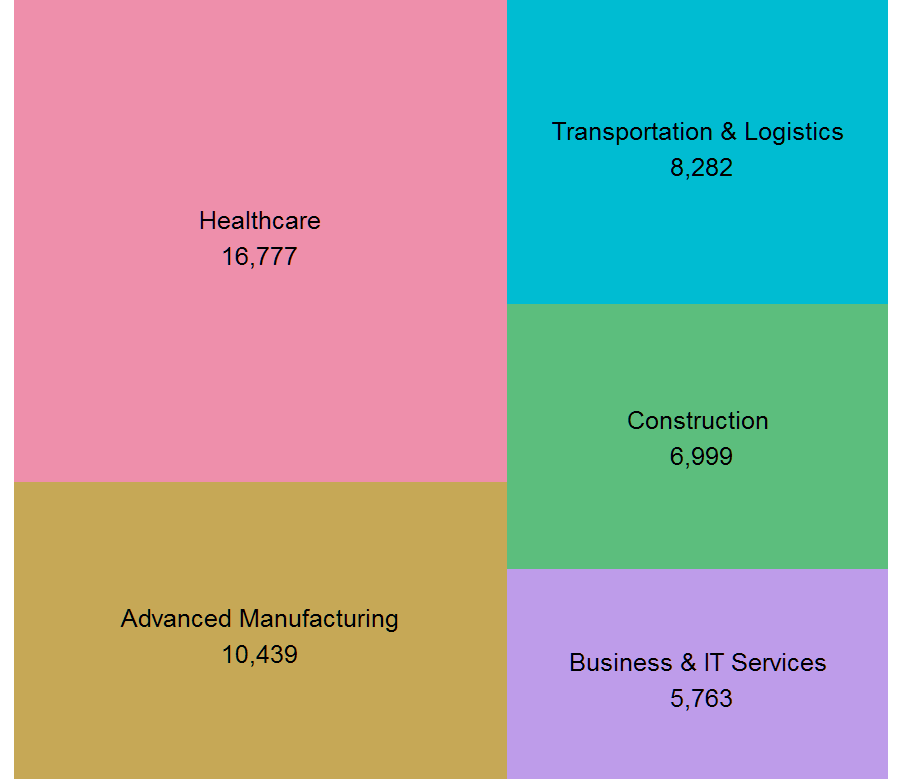 Healthcare
16,777
Advanced Manufacturing
10,439
Transportation & Logistics
8,282
Construction
6,999
Business & IT Services
5,763